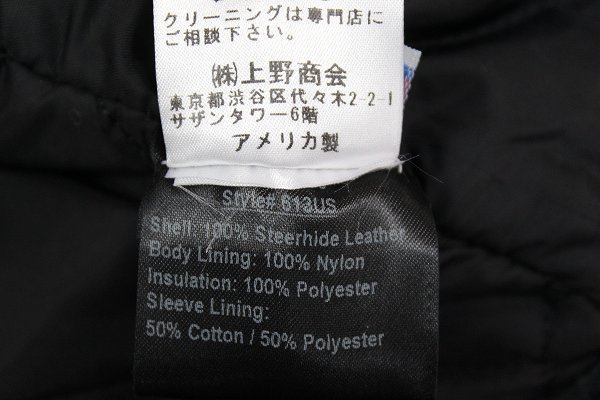 クリーニングは専門店に
ご相談下さい。
㈱上野商会
東京都渋谷区代々木2-2-1
サザンタワー6階
アメリカ製
Style# 613US
Shell: 100% Steerhide Leather
Body Lining: 100% Nylon
Insulation: 100% Polyester
Sleeve Lining:
50% Cotton / 50% Polyester